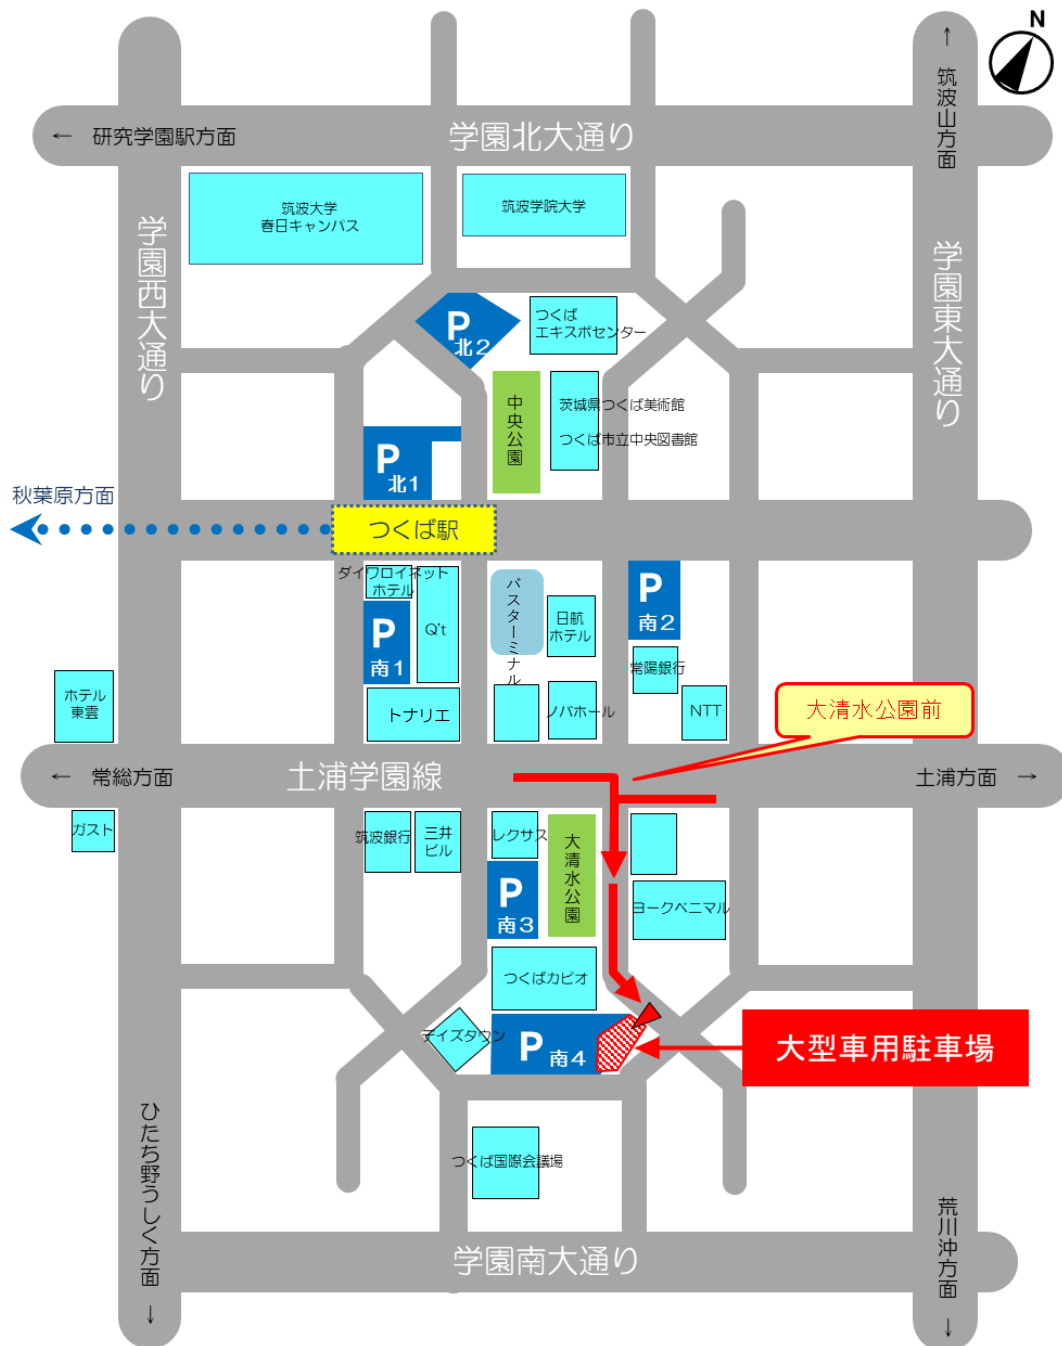 N
↑
筑波山方面
← 研究学園駅方面
学園北大通り
筑波大学
春日キャンパス
筑波学院大学
学園西大通り
学園東大通り
P
北2
つくば
エキスポセンター
中央公園
茨城県つくば美術館
つくば市立中央図書館
P
北1
秋葉原方面
つくば駅
ダイワロイネット
ホテル
Q't
P
南1
バスターミナル
日航
ホテル
P
南2
常陽銀行
ホテル
東雲
トナリエ
ノバホール
NTT
大清水公園前
← 常総方面
土浦学園線
土浦方面 →
ガスト
筑波銀行
三井
ビル
レクサス
大清水公園
P
南3
ヨークベニマル
つくばカピオ
デイズタウン
P 南4
大型車用駐車場
ひたち野うしく方面
↓
つくば国際会議場
荒川沖方面
↓
学園南大通り